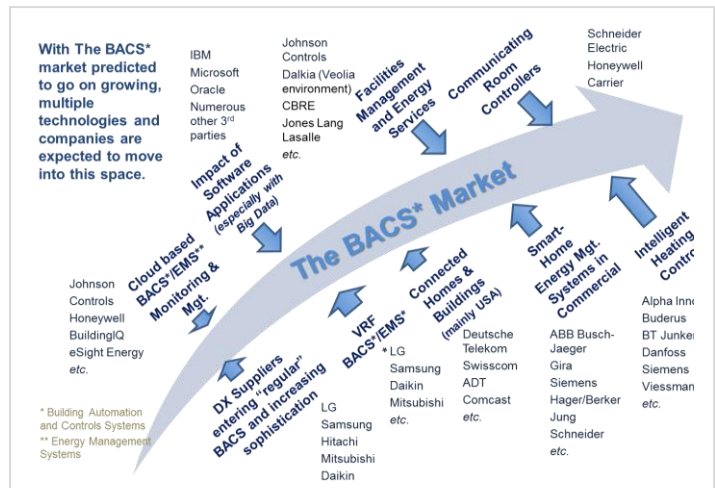 With The BACS*
market predicted
to go on growing,
multiple
technologies and
companies are
expected to move
into this space.
IBM
Microsoft
Oracle
Numerous
other 3rd
parties
Johnson
Controls
Dalkia (Veolia
environment)
CBRE
Jones Lang
Lasalle
etc.
Facilities
Management
and Energy
Services
Communicating
Room
Controllers
Schneider
Electric
Honeywell
Carrier
Impact of
Software
Applications
(especially with
Big Data)
The BACS* Market
Cloud based
BACS*/EMS**
Monitoring &
Mgt.
Johnson
Controls
Honeywell
BuildingIQ
eSight Energy
etc.
DX Suppliers
entering “regular”
BACS and increasing
sophistication
LG
Samsung
Hitachi
Mitsubishi
Daikin
VRF
BACS*/EMS*
*
LG
Samsung
Daikin
Mitsubishi
etc.
Connected
Homes &
Buildings
(mainly USA)
Deutsche
Telekom
Swisscom
ADT
Comcast
etc.
Smart-
Home
Energy Mgt.
Systems in
Commercial
ABB Busch-
Jaeger
Gira
Siemens
Hager/Berker
Jung
Schneider
etc.
Intelligent
Heating
Contro
Alpha Inno
Buderus
BT Junker
Danfoss
Siemens
Viessman
etc.
* Building Automation
and Controls Systems
** Energy Management
Systems